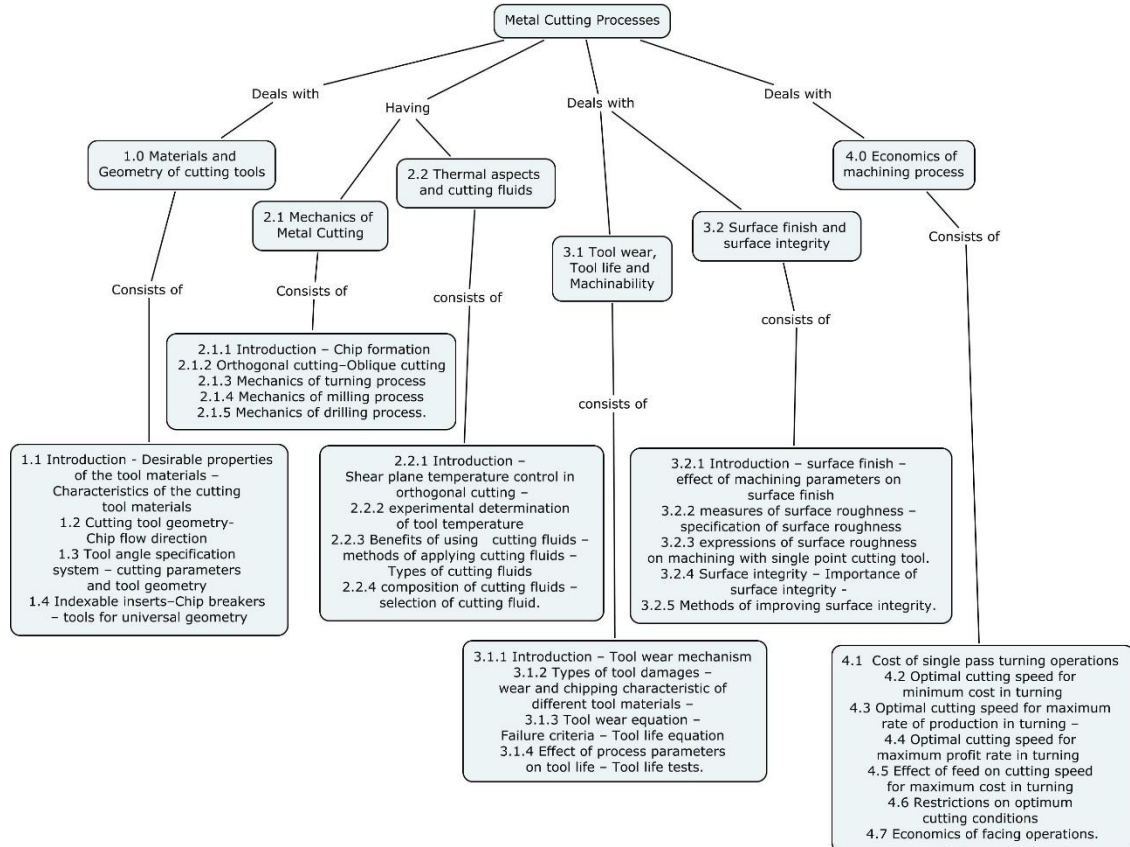 Metal Cutting Processes
Deals with
Having
Deals with
Deals with
1.0 Materials and
Geometry of cutting tools
2.1 Mechanics of
Metal Cutting
2.2 Thermal aspects
and cutting fluids
3.1 Tool wear,
Tool life and
Machinability
3.2 Surface finish and
surface integrity
4.0 Economics of
machining process
Consists of
Consists of
consists of
consists of
consists of
Consists of
1.1 Introduction - Desirable properties
of the tool materials –
Characteristics of the cutting
tool materials
1.2 Cutting tool geometry-
Chip flow direction
1.3 Tool angle specification
system – cutting parameters
and tool geometry
1.4 Indexable inserts–Chip breakers
– tools for universal geometry
2.1.1 Introduction – Chip formation
2.1.2 Orthogonal cutting–Oblique cutting
2.1.3 Mechanics of turning process
2.1.4 Mechanics of milling process
2.1.5 Mechanics of drilling process.
2.2.1 Introduction –
Shear plane temperature control in
orthogonal cutting –
2.2.2 experimental determination
of tool temperature
2.2.3 Benefits of using cutting fluids –
methods of applying cutting fluids –
Types of cutting fluids
2.2.4 composition of cutting fluids –
selection of cutting fluid.
3.1.1 Introduction – Tool wear mechanism
3.1.2 Types of tool damages –
wear and chipping characteristic of
different tool materials –
3.1.3 Tool wear equation –
Failure criteria – Tool life equation
3.1.4 Effect of process parameters
on tool life – Tool life tests.
3.2.1 Introduction – surface finish –
effect of machining parameters on
surface finish
3.2.2 measures of surface roughness –
specification of surface roughness
3.2.3 expressions of surface roughness
on machining with single point cutting tool.
3.2.4 Surface integrity – Importance of
surface integrity -
3.2.5 Methods of improving surface integrity.
4.1 Cost of single pass turning operations
4.2 Optimal cutting speed for
minimum cost in turning
4.3 Optimal cutting speed for maximum
rate of production in turning –
4.4 Optimal cutting speed for
maximum profit rate in turning
4.5 Effect of feed on cutting speed
for maximum cost in turning
4.6 Restrictions on optimum
cutting conditions
4.7 Economics of facing operations.